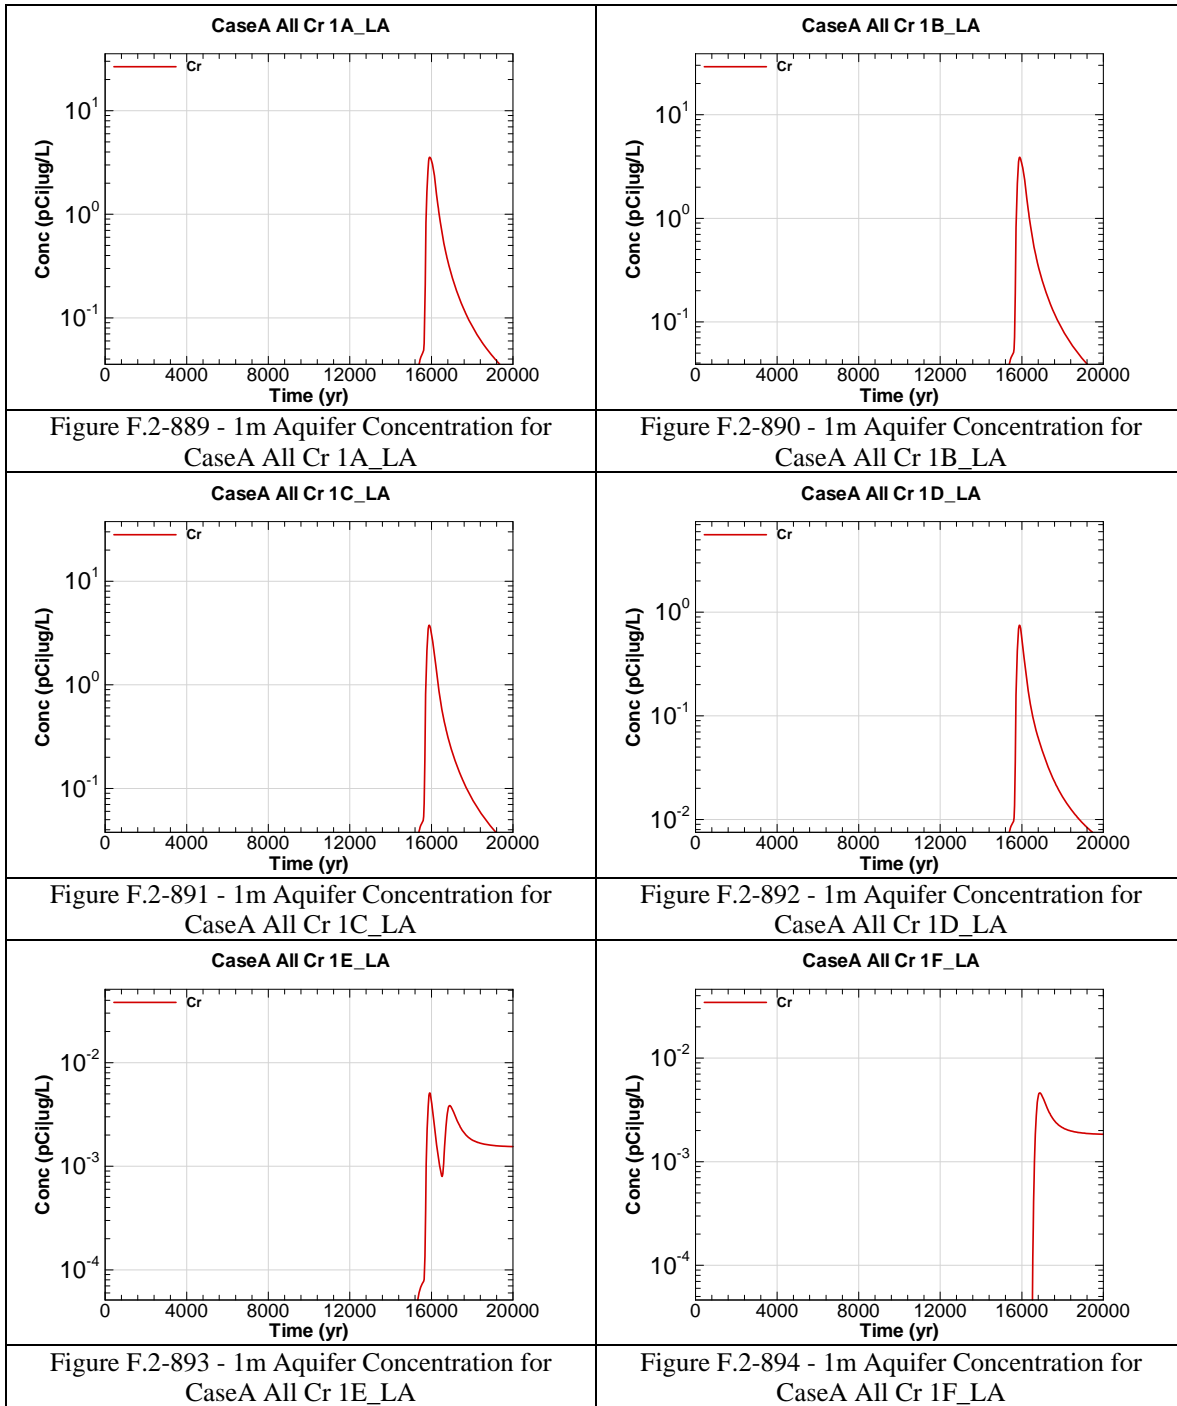 CaseA All Cr 1A_LA
Cr
10^1
10^0
10^-1
Conc (pCi|ug/L)
0 4000 8000 12000 16000 20000
Time (yr)
Figure F.2-889 - 1m Aquifer Concentration for
CaseA All Cr 1A_LA
CaseA All Cr 1B_LA
Cr
10^1
10^0
10^-1
Conc (pCi|ug/L)
0 4000 8000 12000 16000 20000
Time (yr)
Figure F.2-890 - 1m Aquifer Concentration for
CaseA All Cr 1B_LA
CaseA All Cr 1C_LA
Cr
10^1
10^0
10^-1
Conc (pCi|ug/L)
0 4000 8000 12000 16000 20000
Time (yr)
Figure F.2-891 - 1m Aquifer Concentration for
CaseA All Cr 1C_LA
CaseA All Cr 1D_LA
Cr
10^0
10^-1
10^-2
Conc (pCi|ug/L)
0 4000 8000 12000 16000 20000
Time (yr)
Figure F.2-892 - 1m Aquifer Concentration for
CaseA All Cr 1D_LA
CaseA All Cr 1E_LA
Cr
10^-2
10^-3
10^-4
Conc (pCi|ug/L)
0 4000 8000 12000 16000 20000
Time (yr)
Figure F.2-893 - 1m Aquifer Concentration for
CaseA All Cr 1E_LA
CaseA All Cr 1F_LA
Cr
10^-2
10^-3
10^-4
Conc (pCi|ug/L)
0 4000 8000 12000 16000 20000
Time (yr)
Figure F.2-894 - 1m Aquifer Concentration for
CaseA All Cr 1F_LA